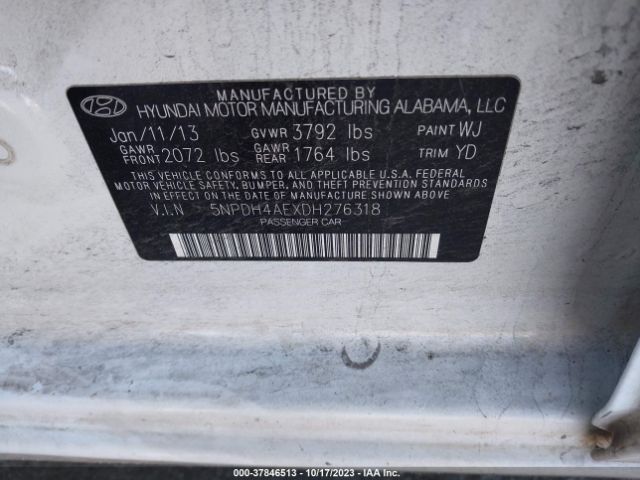 MANUFACTURED BY
HYUNDAI MOTOR MANUFACTURING ALABAMA, LLC
Jan/11/13 GVWR 3792 lbs PAINT WJ
GAWR FRONT 2072 lbs GAWR REAR 1764 lbs TRIM YD
THIS VEHICLE CONFORMS TO ALL APPLICABLE U.S.A. FEDERAL
MOTOR VEHICLE SAFETY, BUMPER, AND THEFT PREVENTION STANDARDS
IN EFFECT ON THE DATE OF MANUFACTURE SHOWN ABOVE.
V.I.N 5NPDH4AEXDH276318
PASSENGER CAR
000-37846513 - 10/17/2023 - IAA Inc.